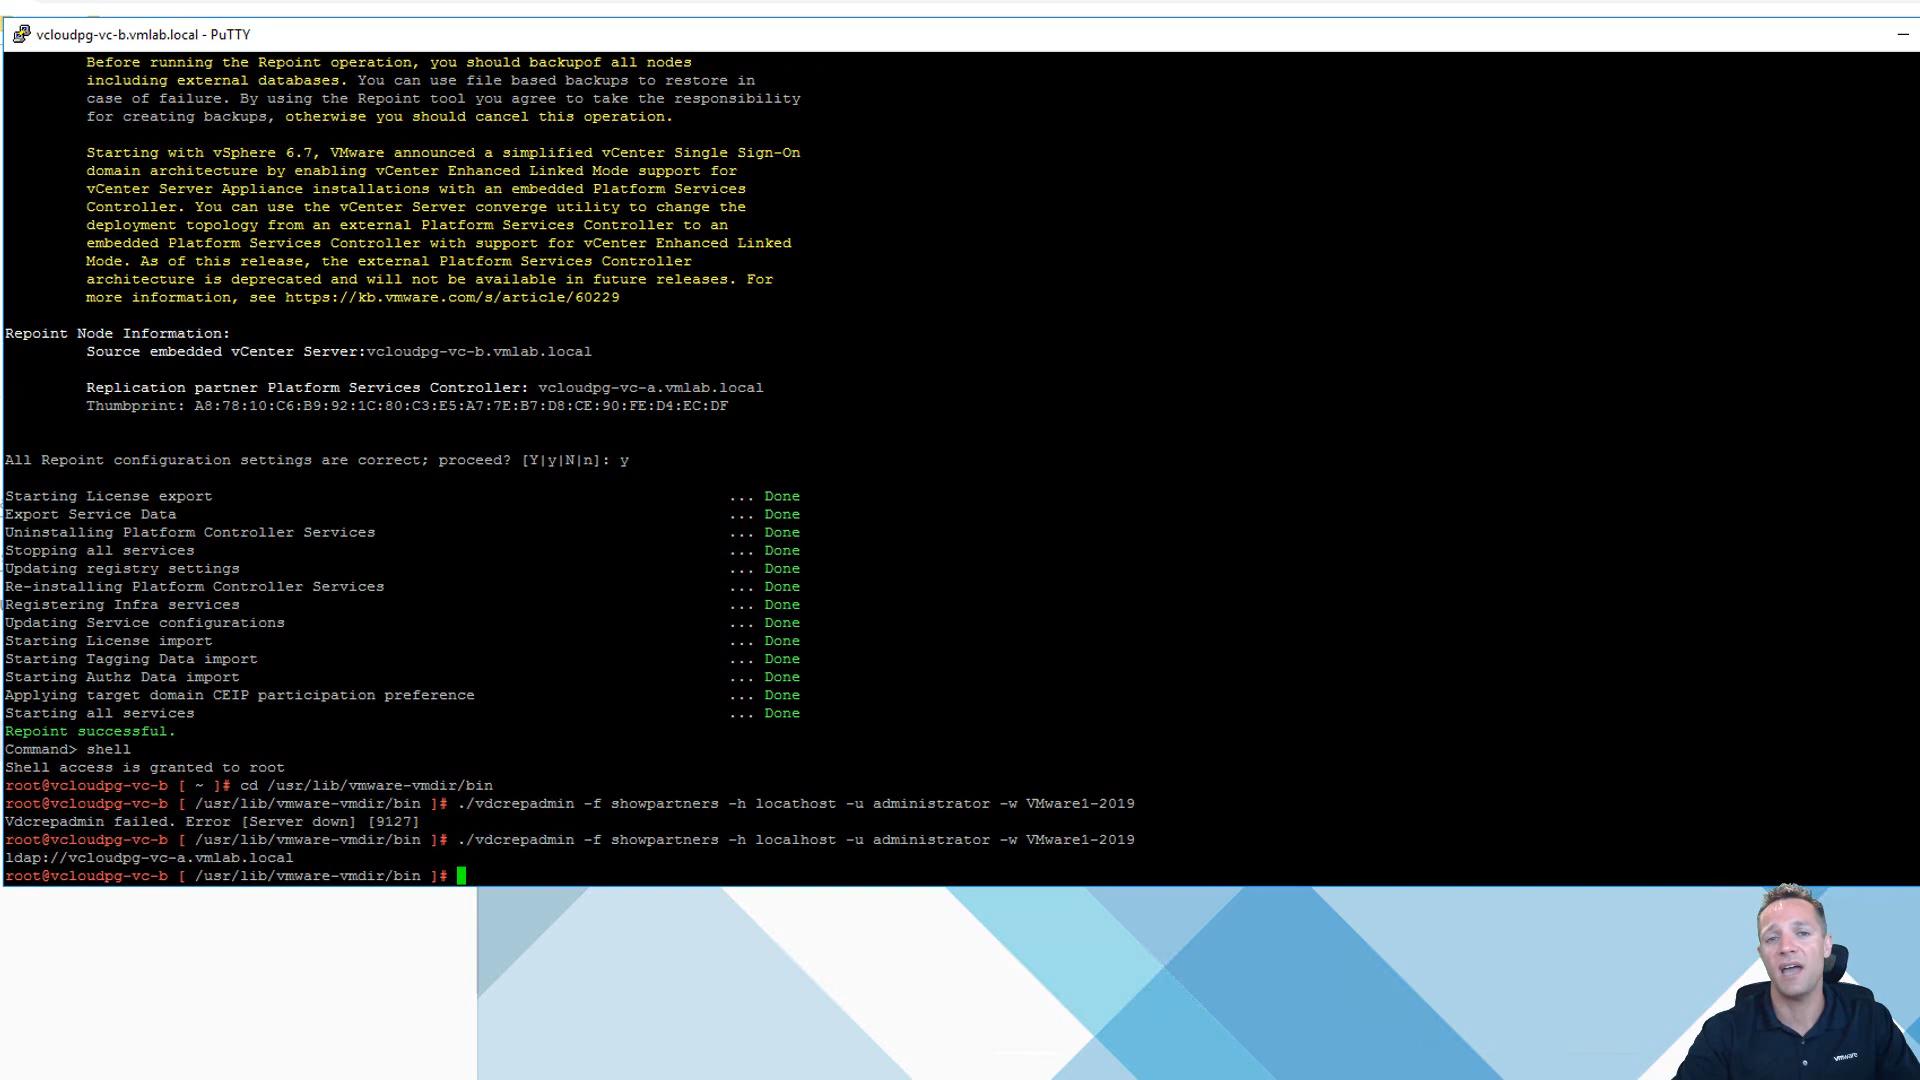 vcloudpg-vc-b.vmlab.local - PuTTY
Before running the Repoint operation, you should backupof all nodes
including external databases. You can use file based backups to restore in
case of failure. By using the Repoint tool you agree to take the responsibility
for creating backups, otherwise you should cancel this operation.
Starting with vSphere 6.7, VMware announced a simplified vCenter Single Sign-On
domain architecture by enabling vCenter Enhanced Linked Mode support for
vCenter Server Appliance installations with an embedded Platform Services
Controller. You can use the vCenter Server converge utility to change the
deployment topology from an external Platform Services Controller to an
embedded Platform Services Controller with support for vCenter Enhanced Linked
Mode. As of this release, the external Platform Services Controller
architecture is deprecated and will not be available in future releases. For
more information, see https://kb.vmware.com/s/article/60229
Repoint Node Information:
Source embedded vCenter Server:vcloudpg-vc-b.vmlab.local
Replication partner Platform Services Controller: vcloudpg-vc-a.vmlab.local
Thumbprint: A8:78:10:C6:B9:92:1C:80:C3:E5:A7:7E:B7:D8:CE:90:FE:D4:EC:DF
All Repoint configuration settings are correct; proceed? [Y|y|N|n]: y
Starting License export ... Done
Export Service Data ... Done
Uninstalling Platform Controller Services ... Done
Stopping all services ... Done
Updating registry settings ... Done
Re-installing Platform Controller Services ... Done
Registering Infra services ... Done
Updating Service configurations ... Done
Starting License import ... Done
Starting Tagging Data import ... Done
Starting Authz Data import ... Done
Applying target domain CEIP participation preference ... Done
Starting all services ... Done
Repoint successful.
Command> shell
Shell access is granted to root
root@vcloudpg-vc-b [ ~ ]# cd /usr/lib/vmware-vmdir/bin
root@vcloudpg-vc-b [ /usr/lib/vmware-vmdir/bin ]# ./vdcrepadmin -f showpartners -h locathost -u administrator -w VMware1-2019
Vdcrepadmin failed. Error [Server down] [9127]
root@vcloudpg-vc-b [ /usr/lib/vmware-vmdir/bin ]# ./vdcrepadmin -f showpartners -h localhost -u administrator -w VMware1-2019
ldap://vcloudpg-vc-a.vmlab.local
root@vcloudpg-vc-b [ /usr/lib/vmware-vmdir/bin ]#
vmware